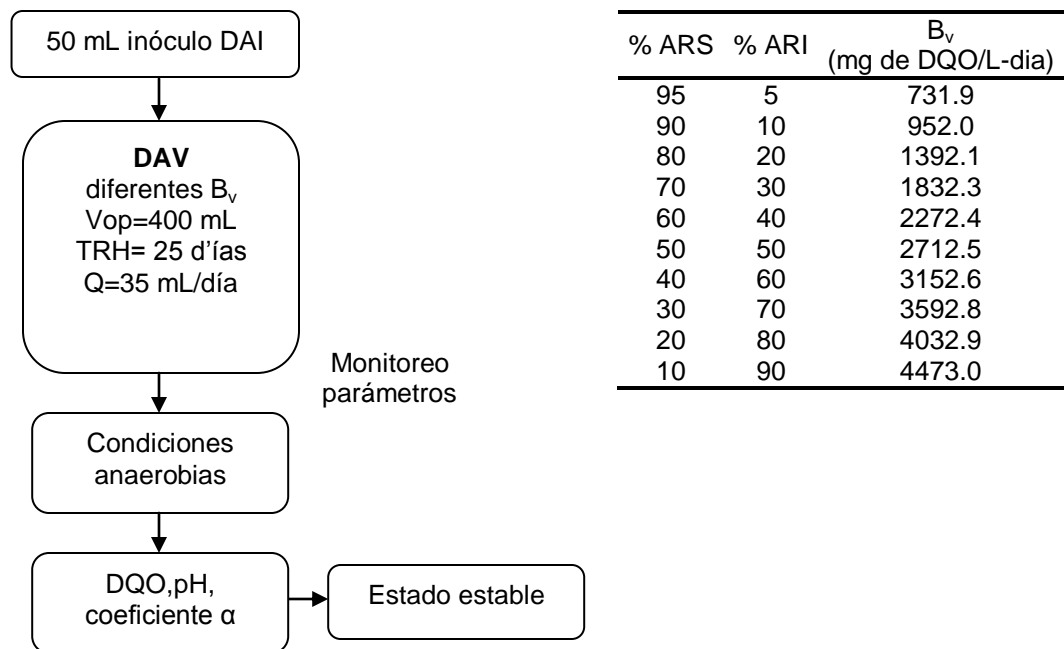 50 mL inóculo DAI
DAV
diferentes Bv
Vop=400 mL
TRH= 25 d'ías
Q=35 mL/día
Monitoreo
parámetros
Condiciones
anaerobias
DQO,pH,
coeficiente α
Estado estable
% ARS % ARI Bv (mg de DQO/L-dia)
95 5 731.9
90 10 952.0
80 20 1392.1
70 30 1832.3
60 40 2272.4
50 50 2712.5
40 60 3152.6
30 70 3592.8
20 80 4032.9
10 90 4473.0